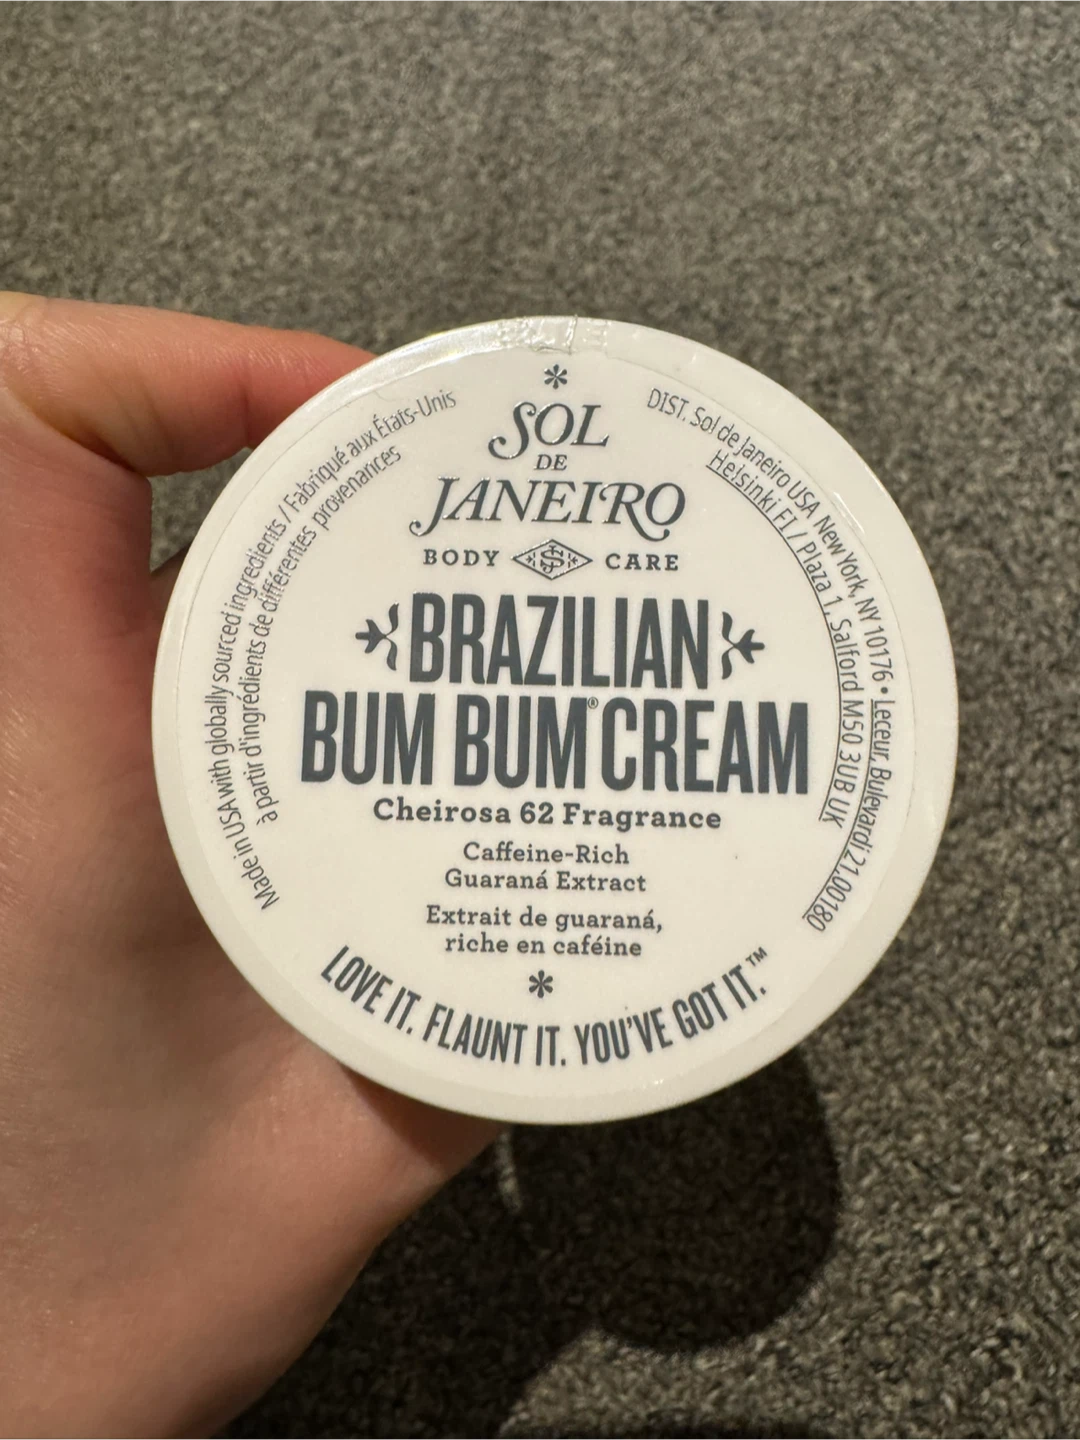 SOL
DE
JANEIRO
BODY CARE
BRAZILIAN
BUM BUM® CREAM
Cheirosa 62 Fragrance
Caffeine-Rich
Guaraná Extract
Extrait de guaraná,
riche en caféine
LOVE IT. FLAUNT IT. YOU'VE GOT IT.™
Made in USA with globally sourced ingredients / Fabriqué aux États-Unis
à partir d'ingrédients de différentes provenances
DIST. Sol de Janeiro USA New York, NY 10176 • Leceur, Bulevardi 21, 00180
Helsinki FI / Plaza 1, Salford M50 3UB UK